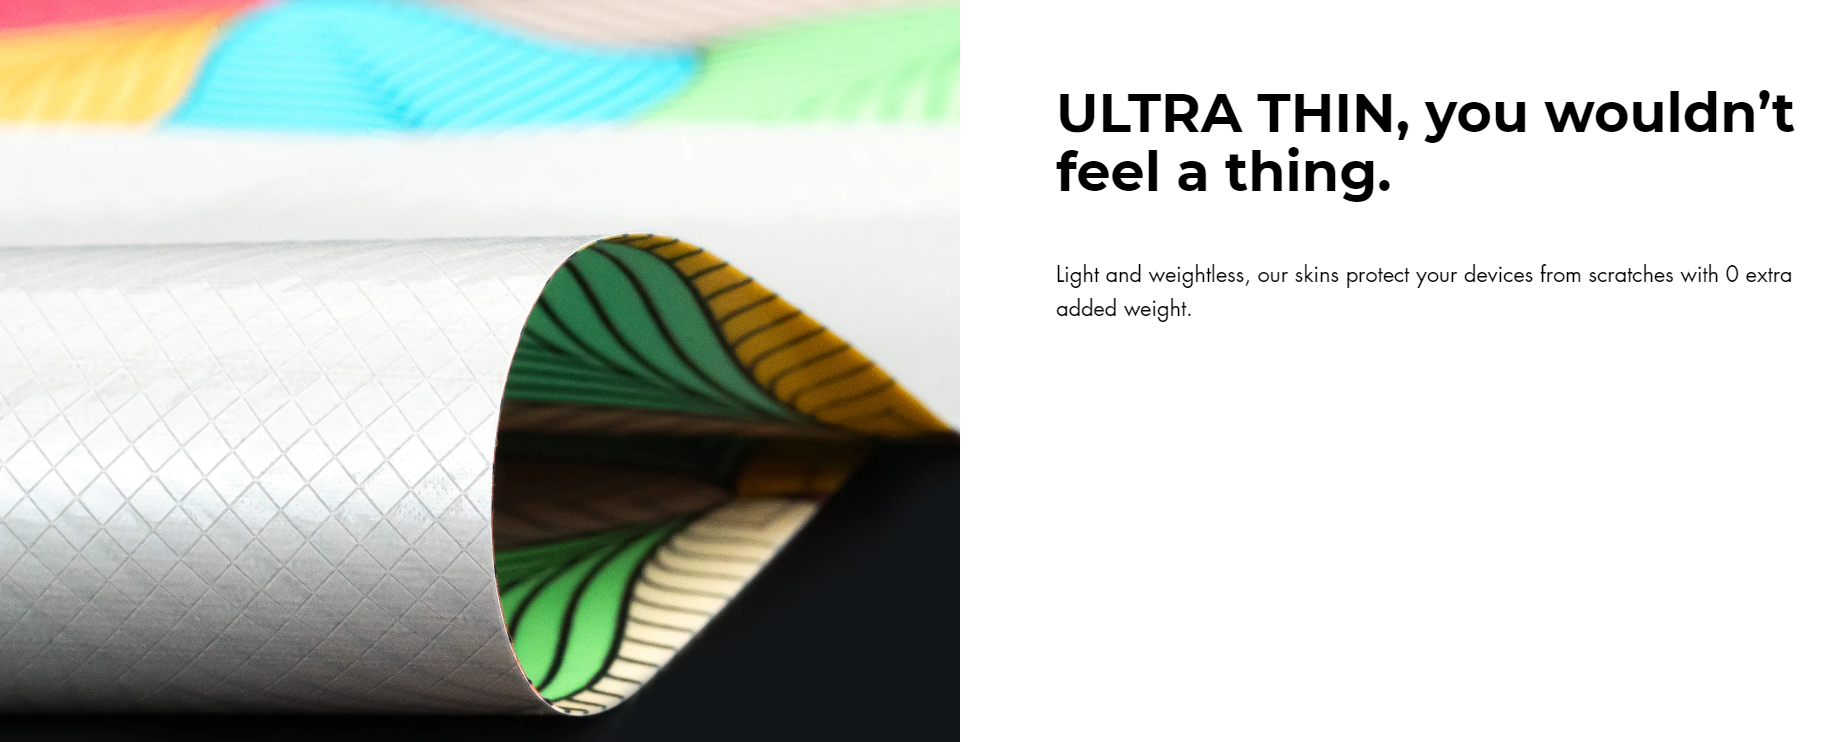 ULTRA THIN, you wouldn’t
feel a thing.
Light and weightless, our skins protect your devices from scratches with 0 extra
added weight.